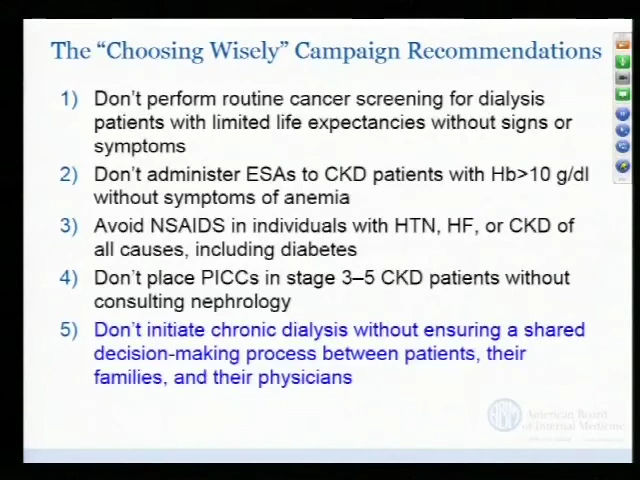 The “Choosing Wisely” Campaign Recommendations
1) Don’t perform routine cancer screening for dialysis
patients with limited life expectancies without signs or
symptoms
2) Don’t administer ESAs to CKD patients with Hb>10 g/dl
without symptoms of anemia
3) Avoid NSAIDS in individuals with HTN, HF, or CKD of
all causes, including diabetes
4) Don’t place PICCs in stage 3–5 CKD patients without
consulting nephrology
5) Don’t initiate chronic dialysis without ensuring a shared
decision-making process between patients, their
families, and their physicians
American Board
of Internal Medicine